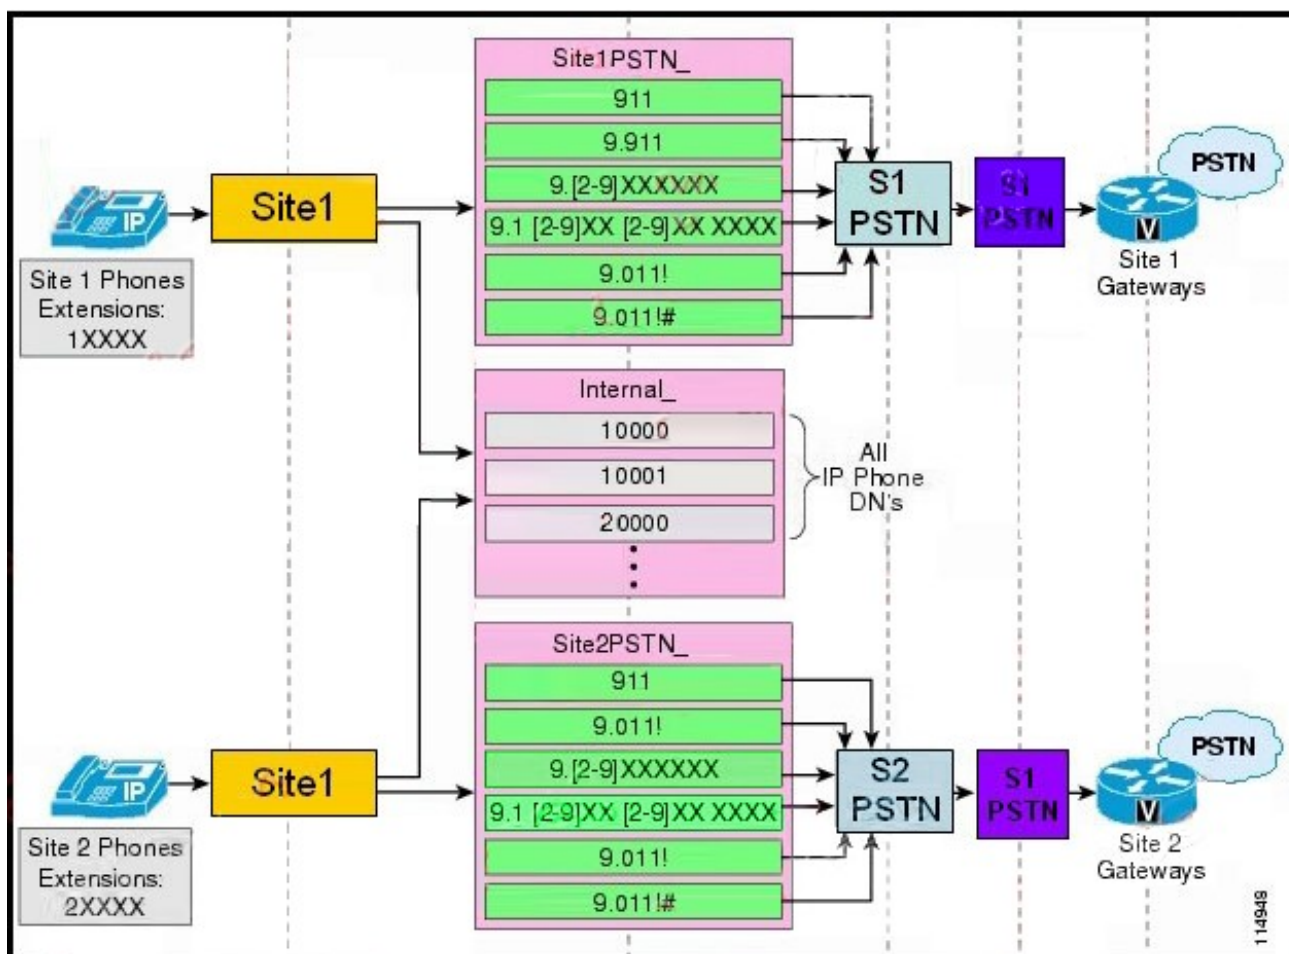 Site1PSTN_
911
9.911
9.[2-9]XXXXXX
9.1 [2-9]XX [2-9]XX XXXX
9.011!
9.011!#
IP
Site 1 Phones
Extensions:
1XXXX
Site1
S1
PSTN
S1
PSTN
V
PSTN
Site 1
Gateways
Internal_
10000
10001
20000
All
IP Phone
DN's
Site2PSTN_
911
9.011!
9.[2-9]XXXXXX
9.1 [2-9]XX [2-9]XX XXXX
9.011!
9.011!#
IP
Site 2 Phones
Extensions:
2XXXX
Site1
S2
PSTN
S1
PSTN
V
PSTN
Site 2
Gateways
114948